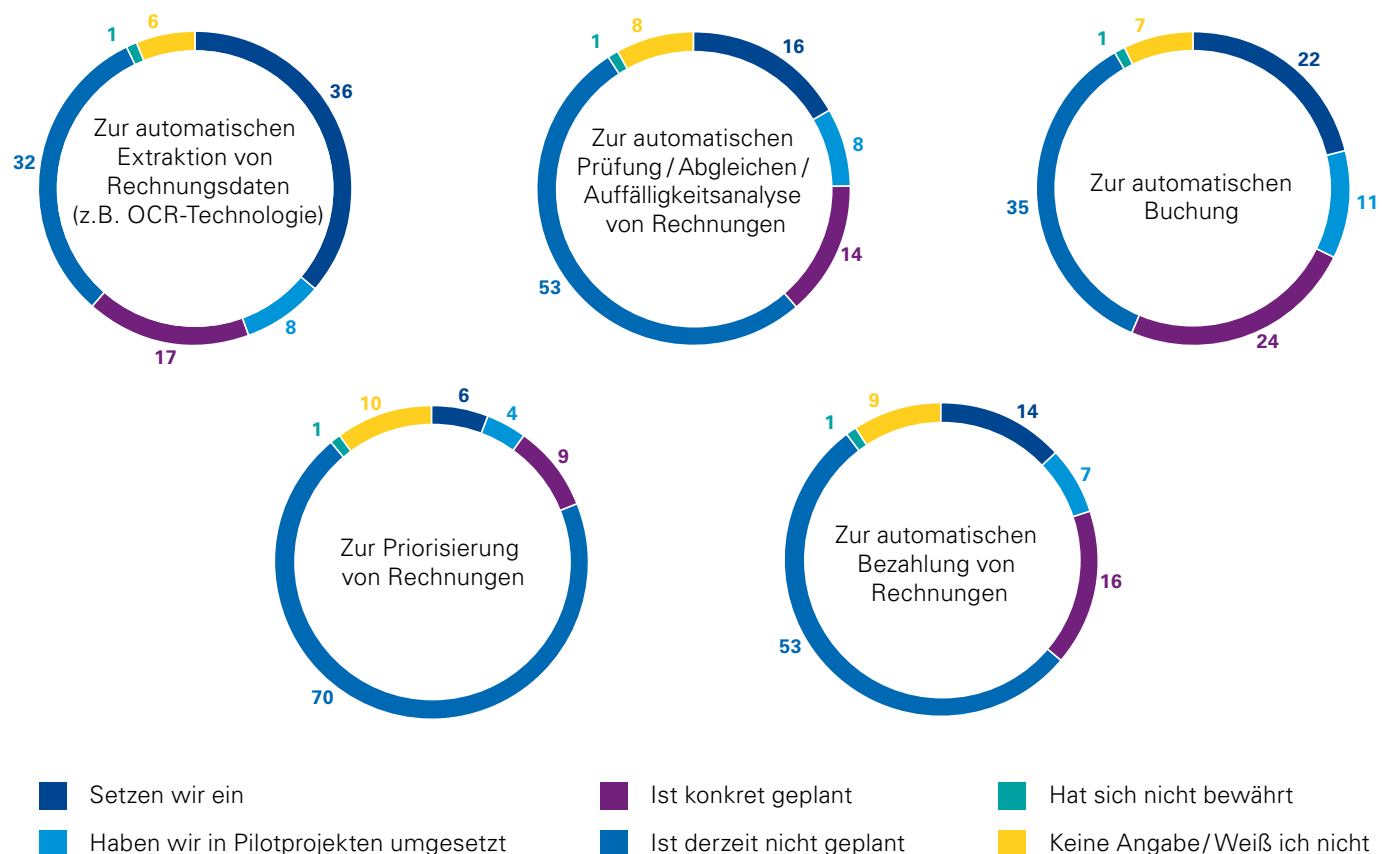 1
6
36
32
8
17
Zur automatischen
Extraktion von
Rechnungsdaten
(z.B. OCR-Technologie)
1
8
16
8
14
53
Zur automatischen
Prüfung / Abgleichen /
Auffälligkeitsanalyse
von Rechnungen
1
7
22
11
24
35
Zur automatischen
Buchung
1
10
6
4
9
70
Zur Priorisierung
von Rechnungen
1
9
14
7
16
53
Zur automatischen
Bezahlung von
Rechnungen
Setzen wir ein
Ist konkret geplant
Hat sich nicht bewährt
Haben wir in Pilotprojekten umgesetzt
Ist derzeit nicht geplant
Keine Angabe / Weiß ich nicht